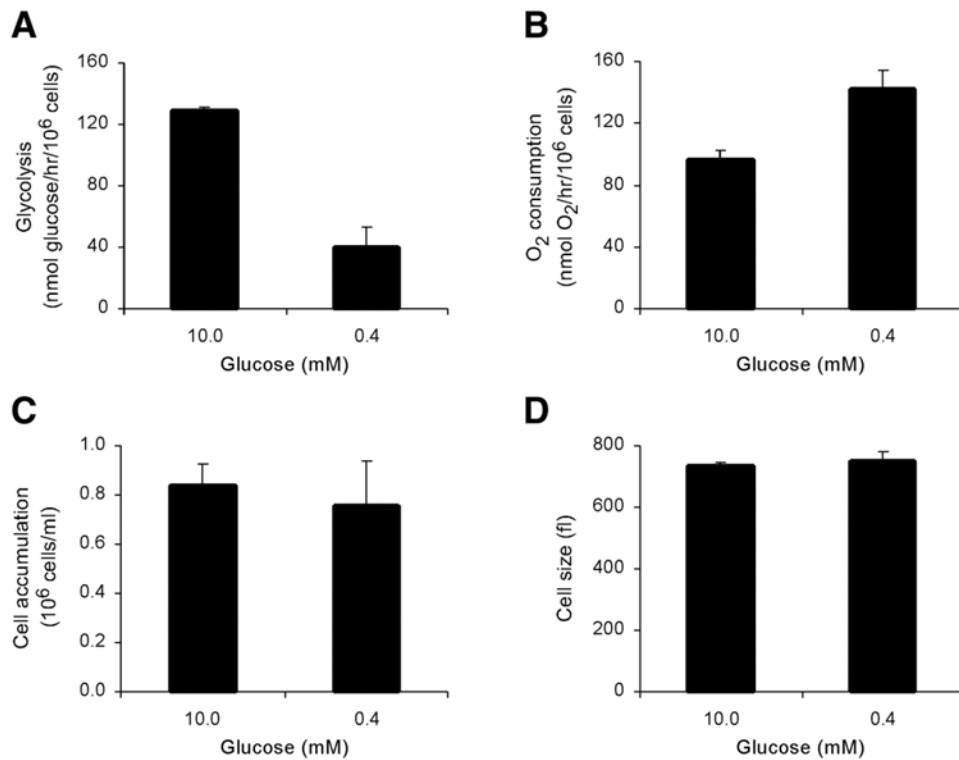 A
Glycolysis
(nmol glucose/hr/10⁶ cells)
160
120
80
40
0
10.0 0.4
Glucose (mM)
B
O₂ consumption
(nmol O₂/hr/10⁶ cells)
160
120
80
40
0
10.0 0.4
Glucose (mM)
C
Cell accumulation
(10⁶ cells/ml)
1.0
0.8
0.6
0.4
0.2
0.0
10.0 0.4
Glucose (mM)
D
Cell size (fl)
800
600
400
200
0
10.0 0.4
Glucose (mM)